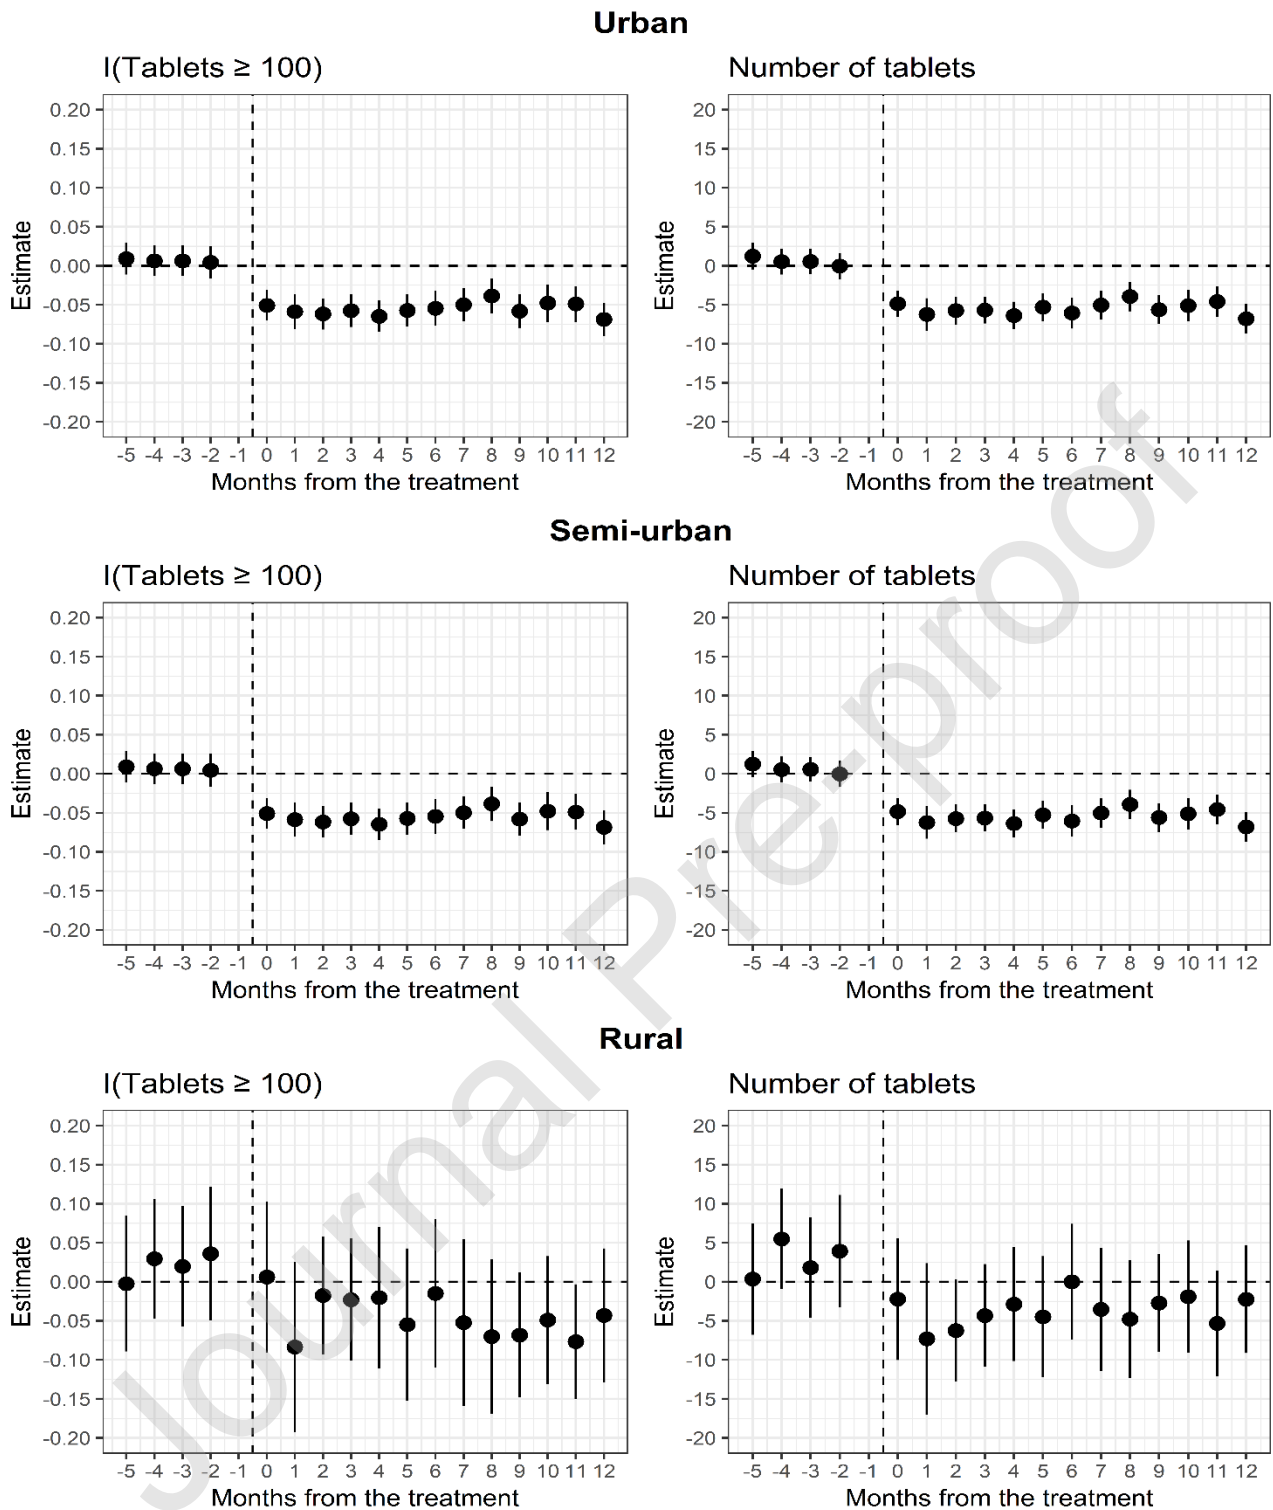 Urban
I(Tablets ≥ 100)
Number of tablets
0.20
0.15
0.10
0.05
0.00
-0.05
-0.10
-0.15
-0.20
Estimate
-5 -4 -3 -2 -1 0 1 2 3 4 5 6 7 8 9 10 11 12
Months from the treatment
20
15
10
5
0
-5
-10
-15
-20
Estimate
-5 -4 -3 -2 -1 0 1 2 3 4 5 6 7 8 9 10 11 12
Months from the treatment
Semi-urban
I(Tablets ≥ 100)
Number of tablets
0.20
0.15
0.10
0.05
0.00
-0.05
-0.10
-0.15
-0.20
Estimate
-5 -4 -3 -2 -1 0 1 2 3 4 5 6 7 8 9 10 11 12
Months from the treatment
20
15
10
5
0
-5
-10
-15
-20
Estimate
-5 -4 -3 -2 -1 0 1 2 3 4 5 6 7 8 9 10 11 12
Months from the treatment
Rural
I(Tablets ≥ 100)
Number of tablets
0.20
0.15
0.10
0.05
0.00
-0.05
-0.10
-0.15
-0.20
Estimate
-5 -4 -3 -2 -1 0 1 2 3 4 5 6 7 8 9 10 11 12
Months from the treatment
20
15
10
5
0
-5
-10
-15
-20
Estimate
-5 -4 -3 -2 -1 0 1 2 3 4 5 6 7 8 9 10 11 12
Months from the treatment
Journal Pre-proof